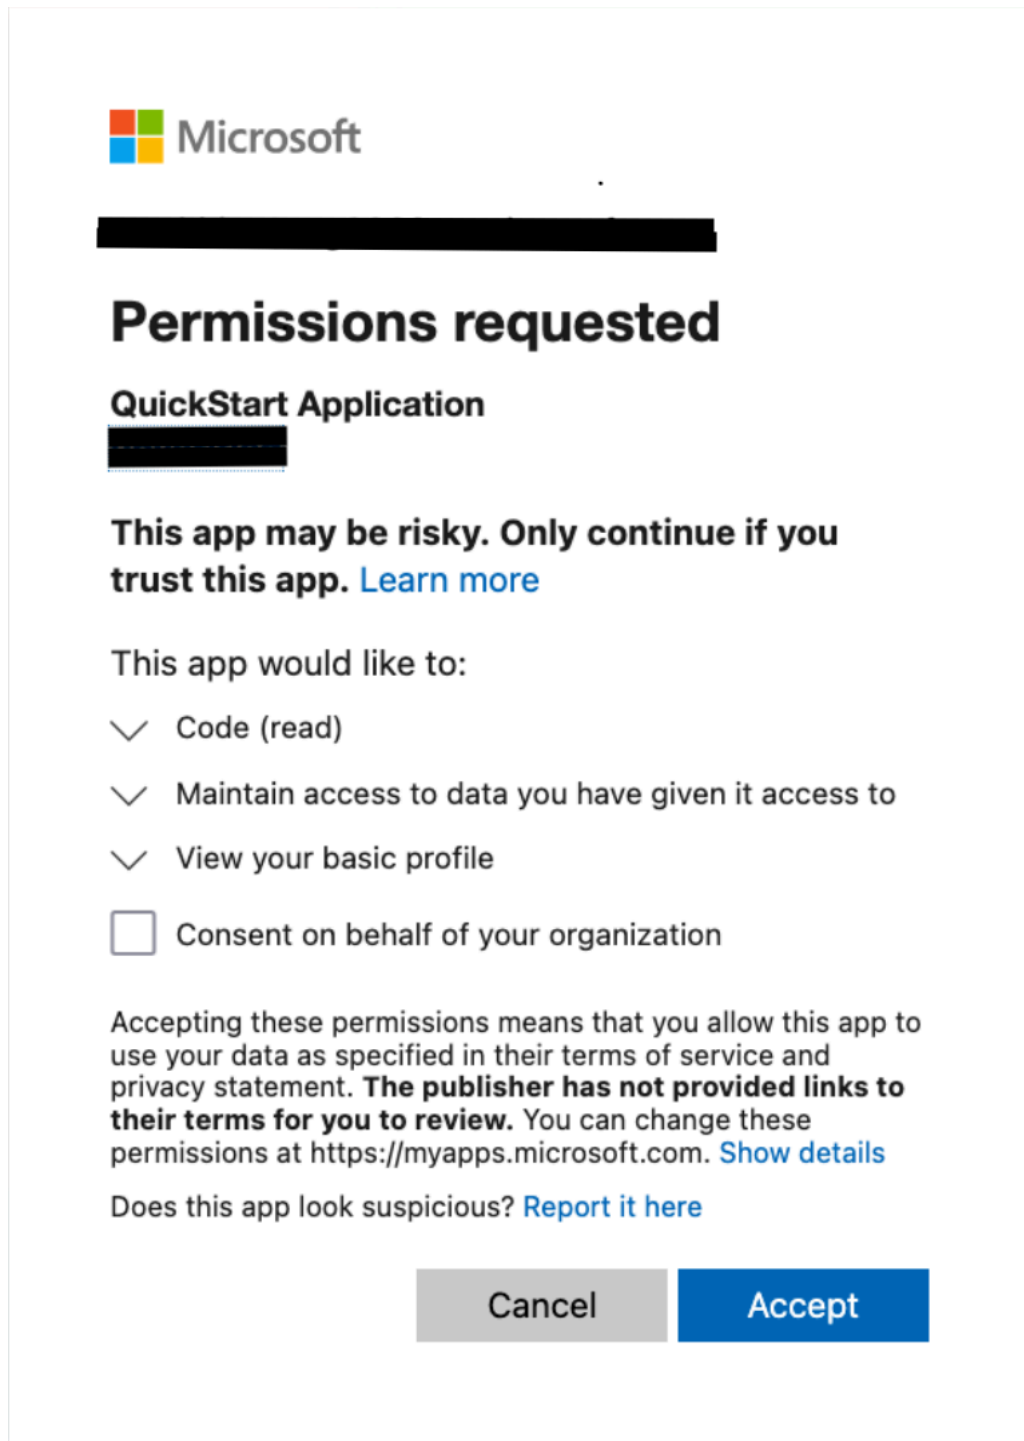 Microsoft
Permissions requested
QuickStart Application
This app may be risky. Only continue if you
trust this app. Learn more
This app would like to:
Code (read)
Maintain access to data you have given it access to
View your basic profile
Consent on behalf of your organization
Accepting these permissions means that you allow this app to
use your data as specified in their terms of service and
privacy statement. The publisher has not provided links to
their terms for you to review. You can change these
permissions at https://myapps.microsoft.com. Show details
Does this app look suspicious? Report it here
Cancel Accept